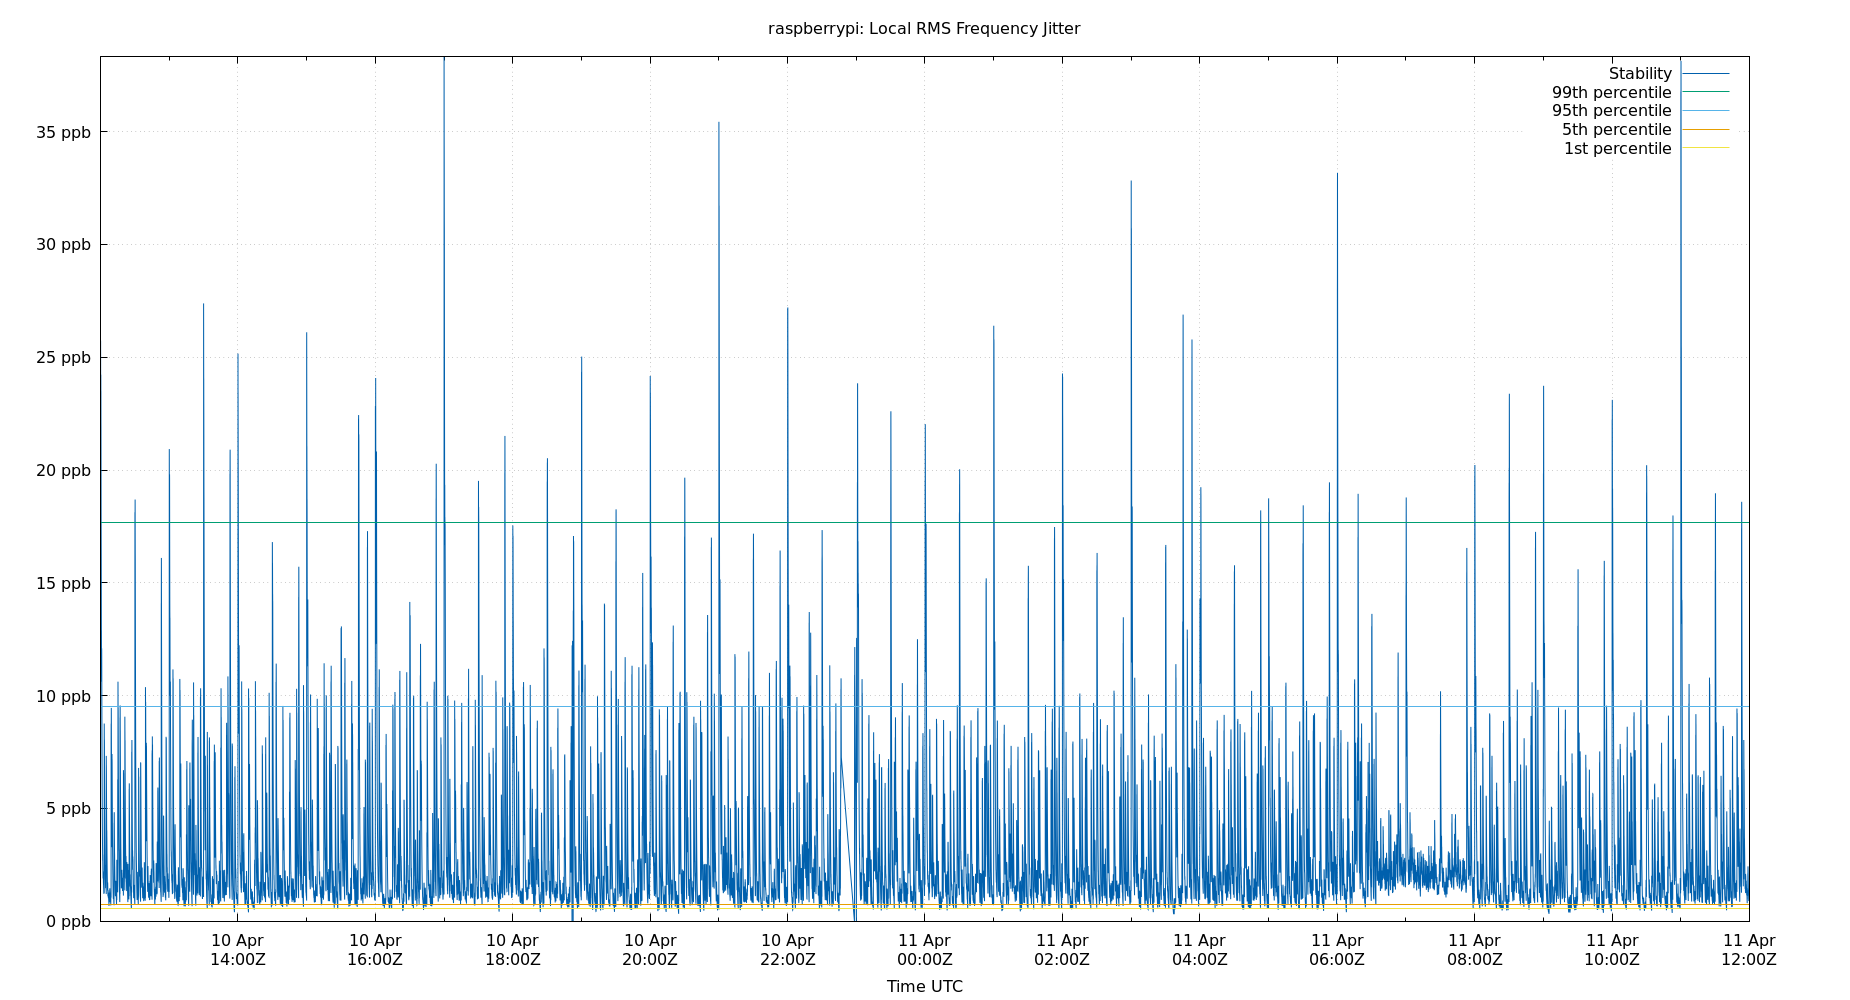 raspberrypi: Local RMS Frequency Jitter
Stability
99th percentile
95th percentile
5th percentile
1st percentile
35 ppb
30 ppb
25 ppb
20 ppb
15 ppb
10 ppb
5 ppb
0 ppb
10 Apr 10 Apr 10 Apr 10 Apr 10 Apr 11 Apr 11 Apr 11 Apr 11 Apr 11 Apr 11 Apr 11 Apr
14:00Z 16:00Z 18:00Z 20:00Z 22:00Z 00:00Z 02:00Z 04:00Z 06:00Z 08:00Z 10:00Z 12:00Z
Time UTC